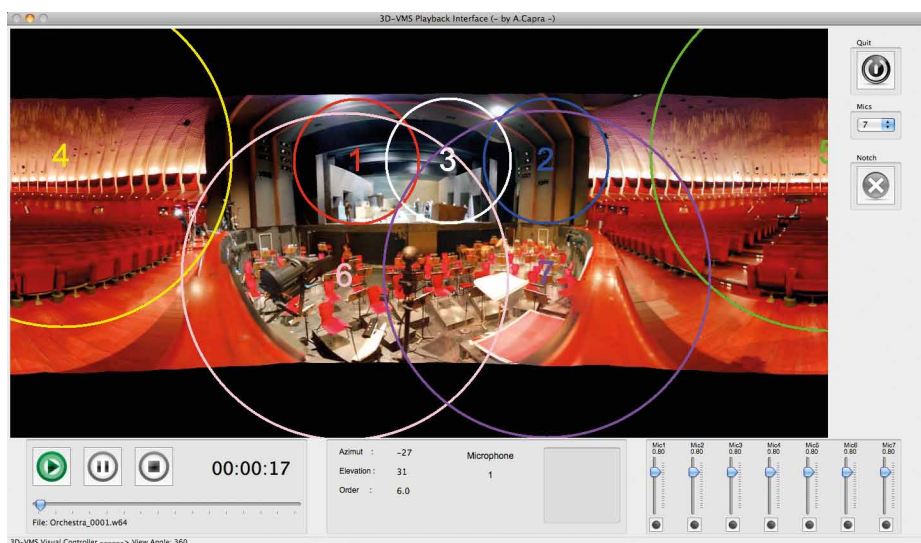 3D-VMS Playback Interface (- by A.Capra -)
Quit
Mics
7
Notch
4
1
3
2
5
6
7
00:00:17
File: Orchestra_0001.w64
Azimut : -27
Elevation : 31
Order : 6.0
Microphone
1
Mic1 Mic2 Mic3 Mic4 Mic5 Mic6 Mic7
0.80 0.80 0.80 0.80 0.80 0.80 0.80
3D-VMS Visual Controller ------> View Angle: 360